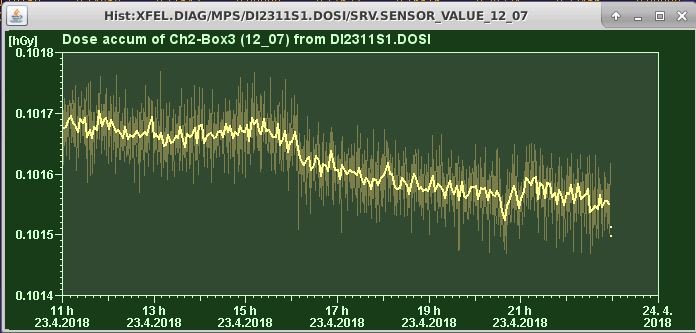 Hist:XFEL.DIAG/MPS/DI2311S1.DOSI/SRV.SENSOR_VALUE_12_07
[hGy] Dose accum of Ch2-Box3 (12_07) from DI2311S1.DOSI
0.1018
0.1017
0.1016
0.1015
0.1014
11 h 13 h 15 h 17 h 19 h 21 h 24. 4.
23.4.2018 23.4.2018 23.4.2018 23.4.2018 23.4.2018 23.4.2018 2018